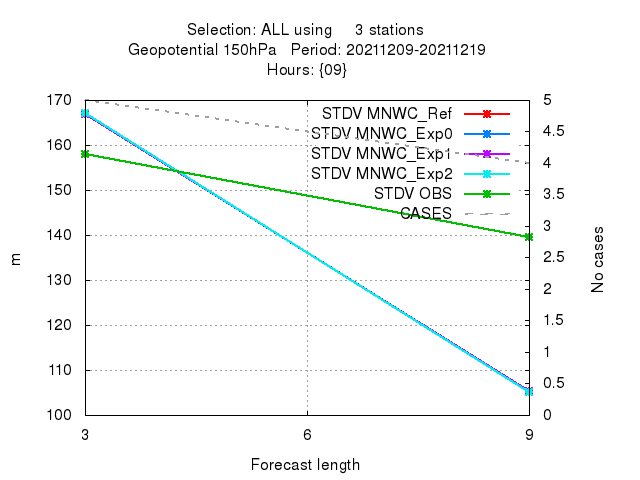 Selection: ALL using 3 stations
Geopotential 150hPa Period: 20211209-20211219
Hours: {09}
170
160
150
140
130
120
110
100
m
STDV MNWC_Ref
STDV MNWC_Exp0
STDV MNWC_Exp1
STDV MNWC_Exp2
STDV OBS
CASES
5
4.5
4
3.5
3
2.5
2
1.5
1
0.5
0
No cases
3 6 9
Forecast length